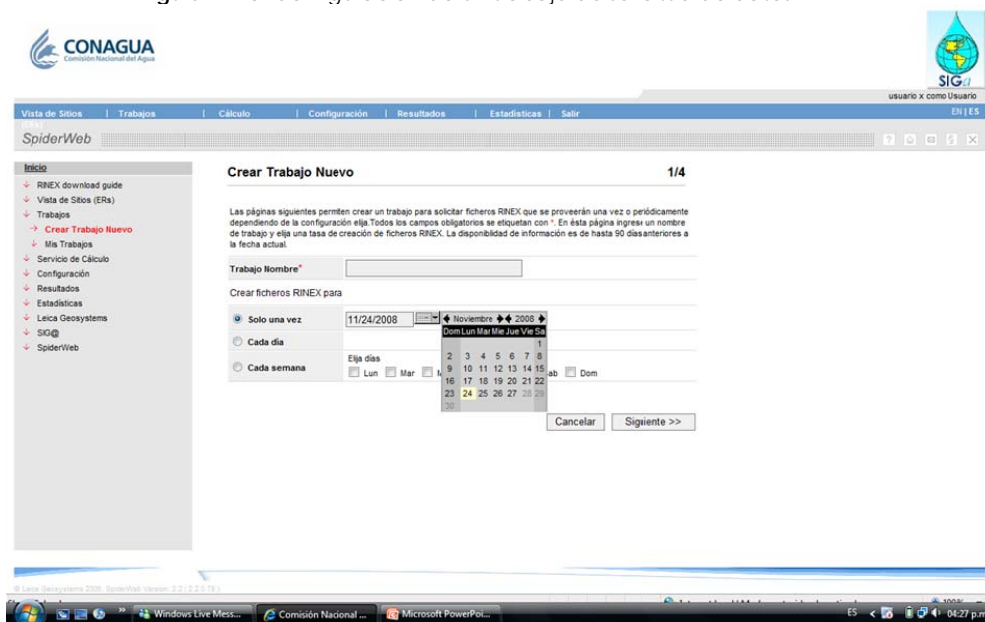 CONAGUA
Comisión Nacional del Agua
SIG@
usuario x como Usuario
Vista de Sitios | Trabajos | Cálculo | Configuración | Resultados | Estadísticas | Salir
EN | ES
(ERs)
SpiderWeb
Inicio
RINEX download guide
Vista de Sitios (ERs)
Trabajos
Crear Trabajo Nuevo
Mis Trabajos
Servicio de Cálculo
Configuración
Resultados
Estadísticas
Leica Geosystems
SIG@
SpiderWeb
Crear Trabajo Nuevo 1/4
Las páginas siguientes permiten crear un trabajo para solicitar ficheros RINEX que se proveerán una vez o periódicamente
dependiendo de la configuración elija.Todos los campos obligatorios se etiquetan con *. En ésta página ingrese un nombre
de trabajo y elija una tasa de creación de ficheros RINEX. La disponibilidad de información es de hasta 90 díasanteriores a
la fecha actual.
Trabajo Nombre*
Crear ficheros RINEX para
Solo una vez 11/24/2008
Noviembre 2008
Dom Lun Mar Mie Jue Vie Sa
1
2 3 4 5 6 7 8
9 10 11 12 13 14 15
16 17 18 19 20 21 22
23 24 25 26 27 28 29
30
Cada día
Cada semana
Elija días
Lun Mar Dom
Cancelar Siguiente >>
© Leica Geosystems 2008, SpiderWeb Version:
Windows Live Mess... Comisión Nacional ... Microsoft PowerPoi...
ES 04:27 p.m